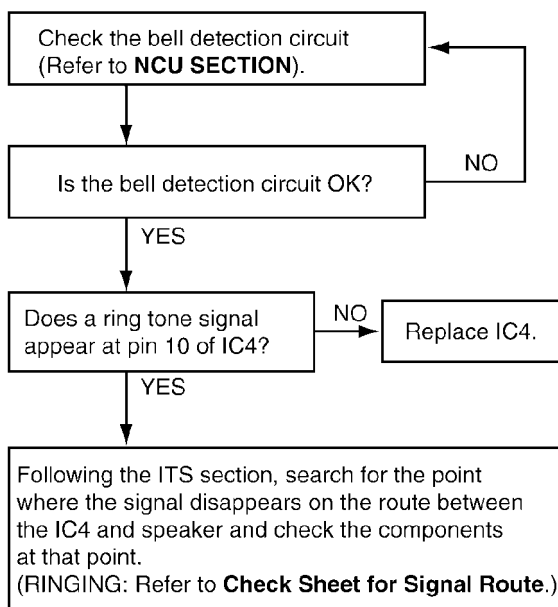 Check the bell detection circuit
(Refer to NCU SECTION).
Is the bell detection circuit OK?
NO
YES
Does a ring tone signal
appear at pin 10 of IC4?
NO
Replace IC4.
YES
Following the ITS section, search for the point
where the signal disappears on the route between
the IC4 and speaker and check the components
at that point.
(RINGING: Refer to Check Sheet for Signal Route.)